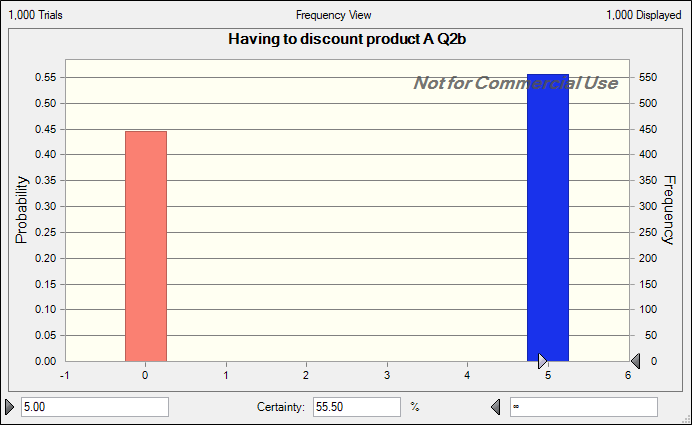 1,000 Trials Frequency View 1,000 Displayed
Having to discount product A Q2b
Not for Commercial Use
Probability
Frequency
0.55 550
0.50 500
0.45 450
0.40 400
0.35 350
0.30 300
0.25 250
0.20 200
0.15 150
0.10 100
0.05 50
0.00 0
-1 0 1 2 3 4 5 6
5.00 Certainty: 55.50 % ∞